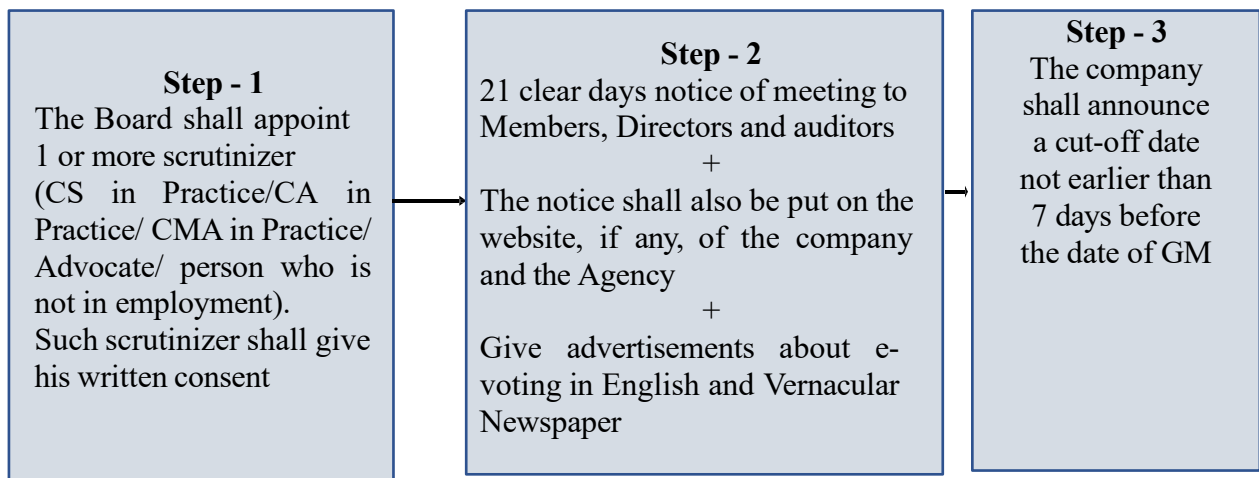 Step - 1
The Board shall appoint
1 or more scrutinizer
(CS in Practice/CA in
Practice/ CMA in Practice/
Advocate/ person who is
not in employment).
Such scrutinizer shall give
his written consent
Step - 2
21 clear days notice of meeting to
Members, Directors and auditors
+
The notice shall also be put on the
website, if any, of the company
and the Agency
+
Give advertisements about e-
voting in English and Vernacular
Newspaper
Step - 3
The company
shall announce
a cut-off date
not earlier than
7 days before
the date of GM